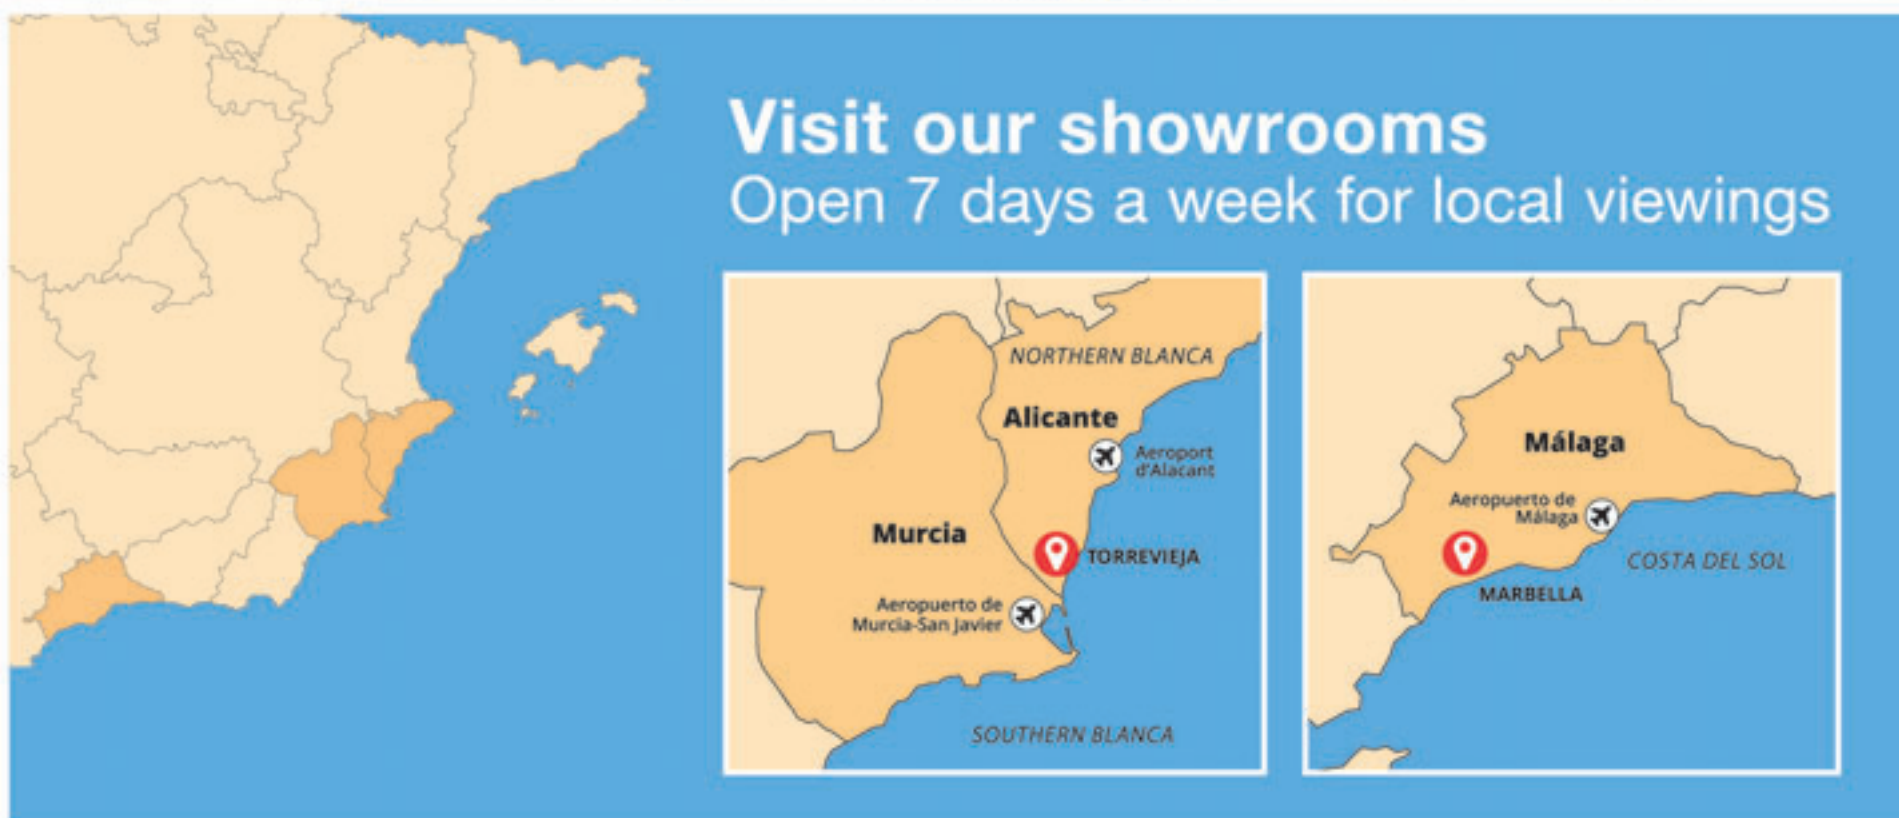 Visit our showrooms
Open 7 days a week for local viewings
NORTHERN BLANCA
Alicante
Aeroport
d'Alacant
Murcia
TORREVIEJA
Aeropuerto de
Murcia-San Javier
SOUTHERN BLANCA
Málaga
Aeropuerto de
Málaga
COSTA DEL SOL
MARBELLA